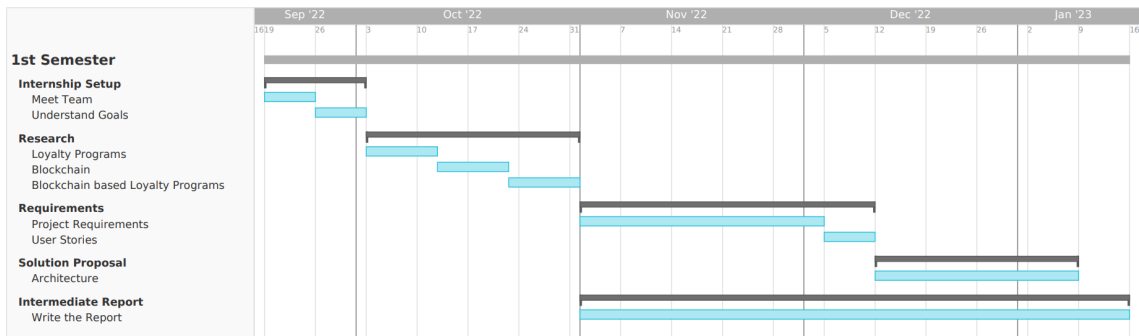 Sep '22 Oct '22 Nov '22 Dec '22 Jan '23
16 19 26 3 10 17 24 31 7 14 21 28 5 12 19 26 2 9 16
1st Semester
Internship Setup
Meet Team
Understand Goals
Research
Loyalty Programs
Blockchain
Blockchain based Loyalty Programs
Requirements
Project Requirements
User Stories
Solution Proposal
Architecture
Intermediate Report
Write the Report